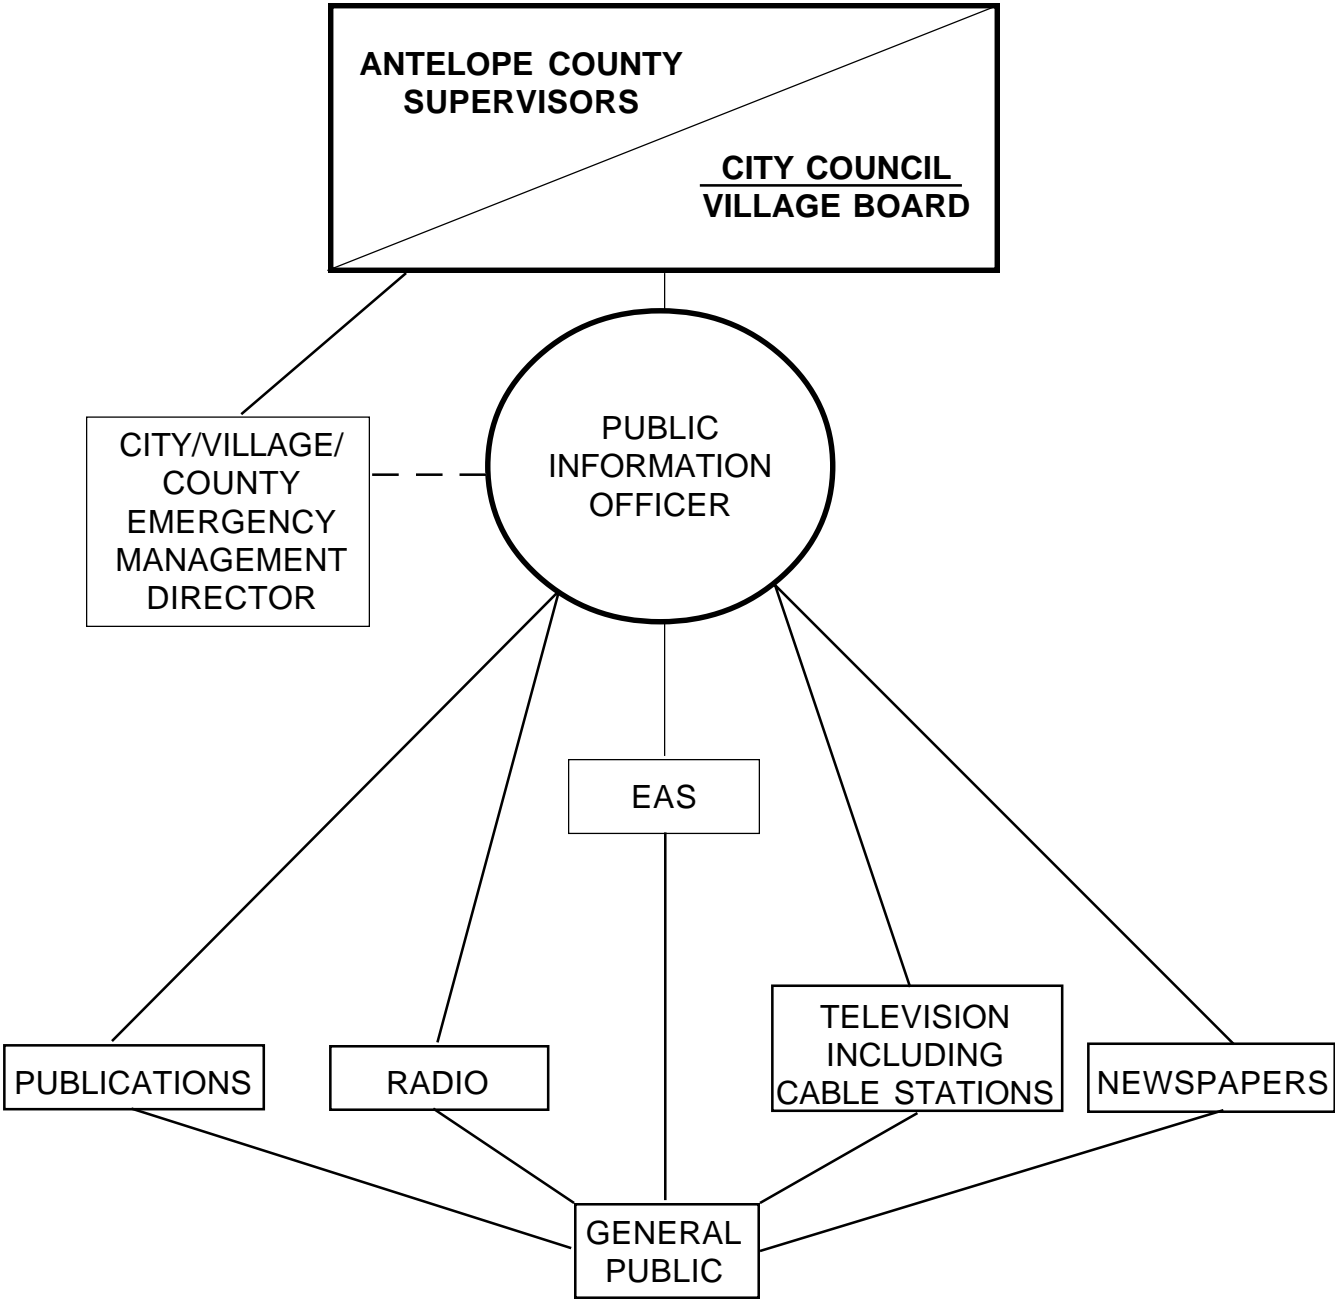 ANTELOPE COUNTY
SUPERVISORS
CITY COUNCIL
VILLAGE BOARD
PUBLIC
INFORMATION
OFFICER
CITY/VILLAGE/
COUNTY
EMERGENCY
MANAGEMENT
DIRECTOR
EAS
PUBLICATIONS
RADIO
TELEVISION
INCLUDING
CABLE STATIONS
NEWSPAPERS
GENERAL
PUBLIC